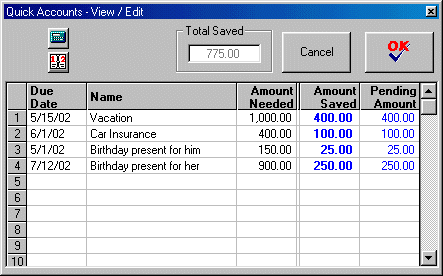 Quick Accounts - View / Edit
Total Saved
775.00
Cancel
OK
12
Due Date Name Amount Needed Amount Saved Pending Amount
1 5/15/02 Vacation 1,000.00 400.00 400.00
2 6/1/02 Car Insurance 400.00 100.00 100.00
3 5/1/02 Birthday present for him 150.00 25.00 25.00
4 7/12/02 Birthday present for her 900.00 250.00 250.00
5
6
7
8
9
10